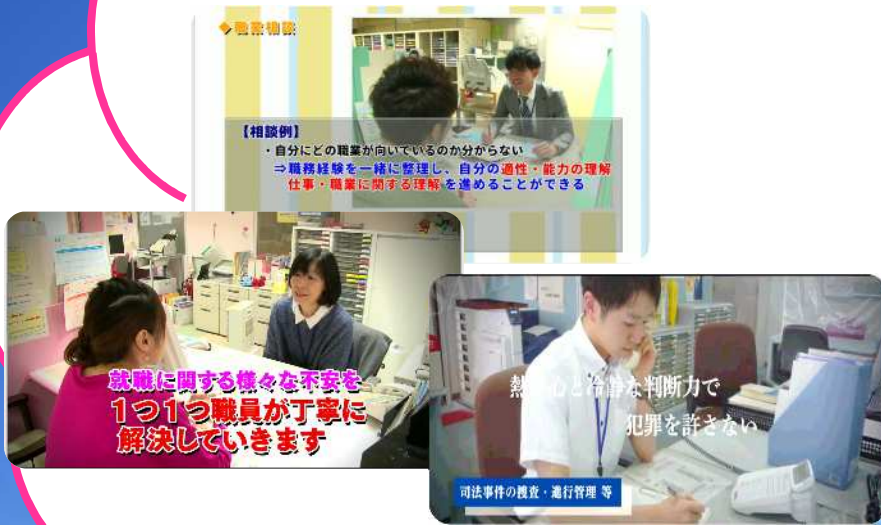 ◆職業相談
【相談例】
・自分にどの職業が向いているのか分からない
⇒職務経験を一緒に整理し、自分の適性・能力の理解
仕事・職業に関する理解を進めることができる
就職に関する様々な不安を
1つ1つ職員が丁寧に
解決していきます
心と冷静な判断力で
犯罪を許さない
司法事件の捜査・進行管理 等